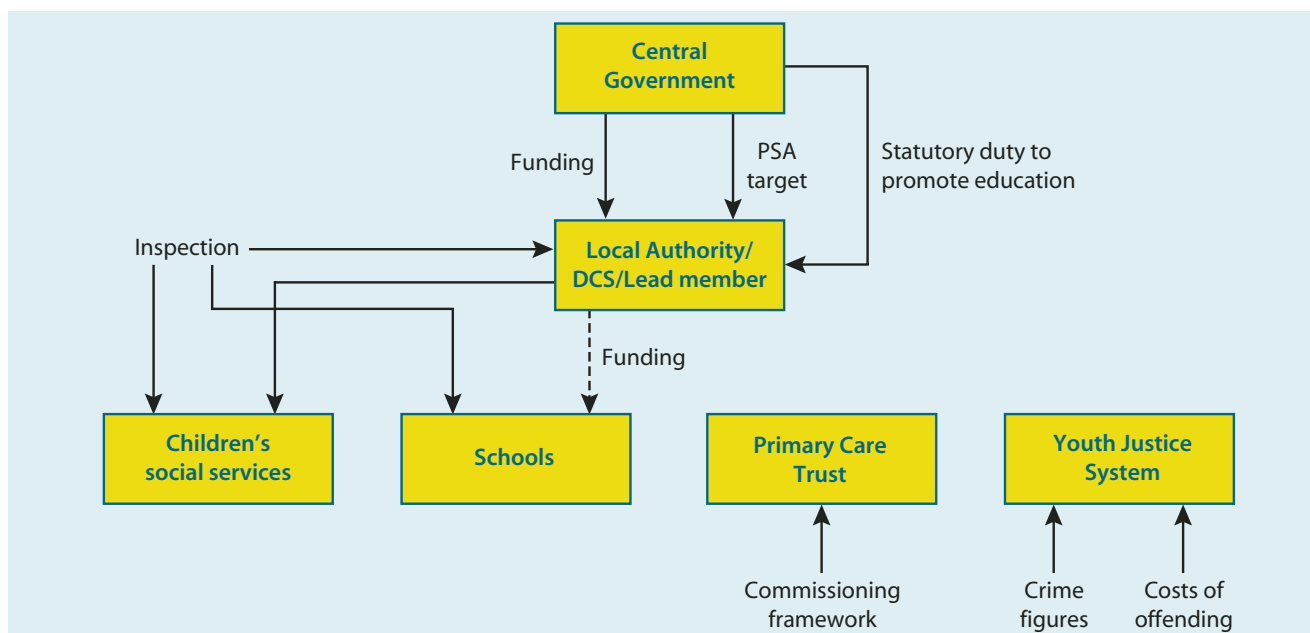 Central
Government
Funding
PSA
target
Statutory duty to
promote education
Inspection
Local Authority/
DCS/Lead member
Funding
Children’s
social services
Schools
Primary Care
Trust
Youth Justice
System
Commissioning
framework
Crime
figures
Costs of
offending